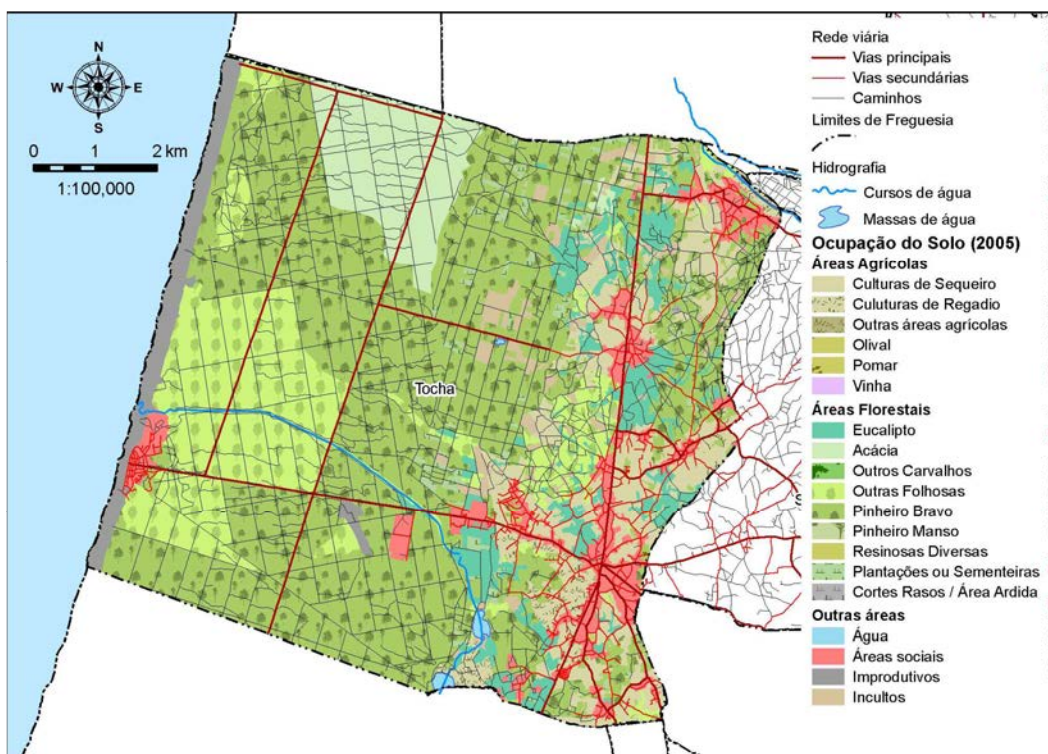 N
W E
S
0 1 2 km
1:100,000
Tocha
S
Rede viária
Vias principais
Vias secundárias
Caminhos
Limites de Freguesia
Hidrografia
Cursos de água
Massas de água
Ocupação do Solo (2005)
Áreas Agrícolas
Culturas de Sequeiro
Culuturas de Regadio
Outras áreas agrícolas
Olival
Pomar
Vinha
Áreas Florestais
Eucalipto
Acácia
Outros Carvalhos
Outras Folhosas
Pinheiro Bravo
Pinheiro Manso
Resinosas Diversas
Plantações ou Sementeiras
Cortes Rasos / Área Ardida
Outras áreas
Água
Áreas sociais
Improdutivos
Incultos